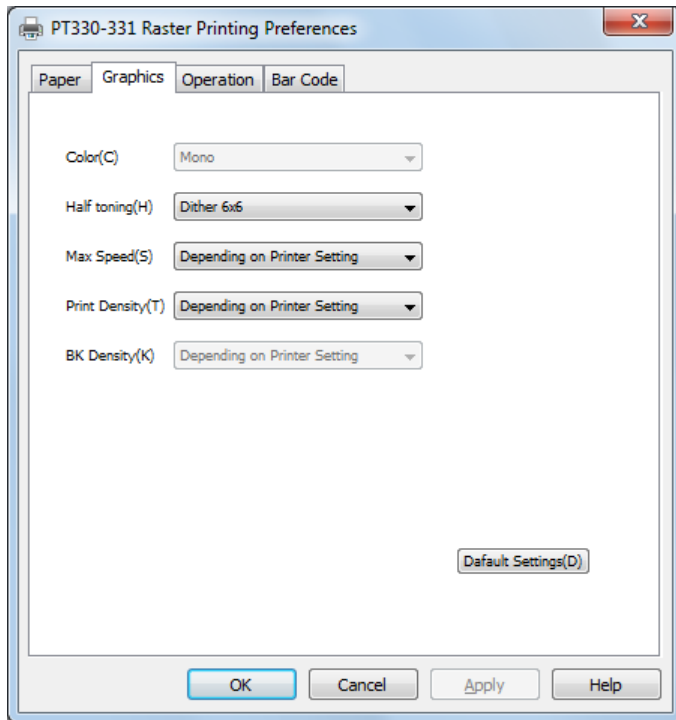 PT330-331 Raster Printing Preferences
Paper Graphics Operation Bar Code
Color(C) Mono
Half toning(H) Dither 6x6
Max Speed(S) Depending on Printer Setting
Print Density(T) Depending on Printer Setting
BK Density(K) Depending on Printer Setting
Dafault Settings(D)
OK Cancel Apply Help